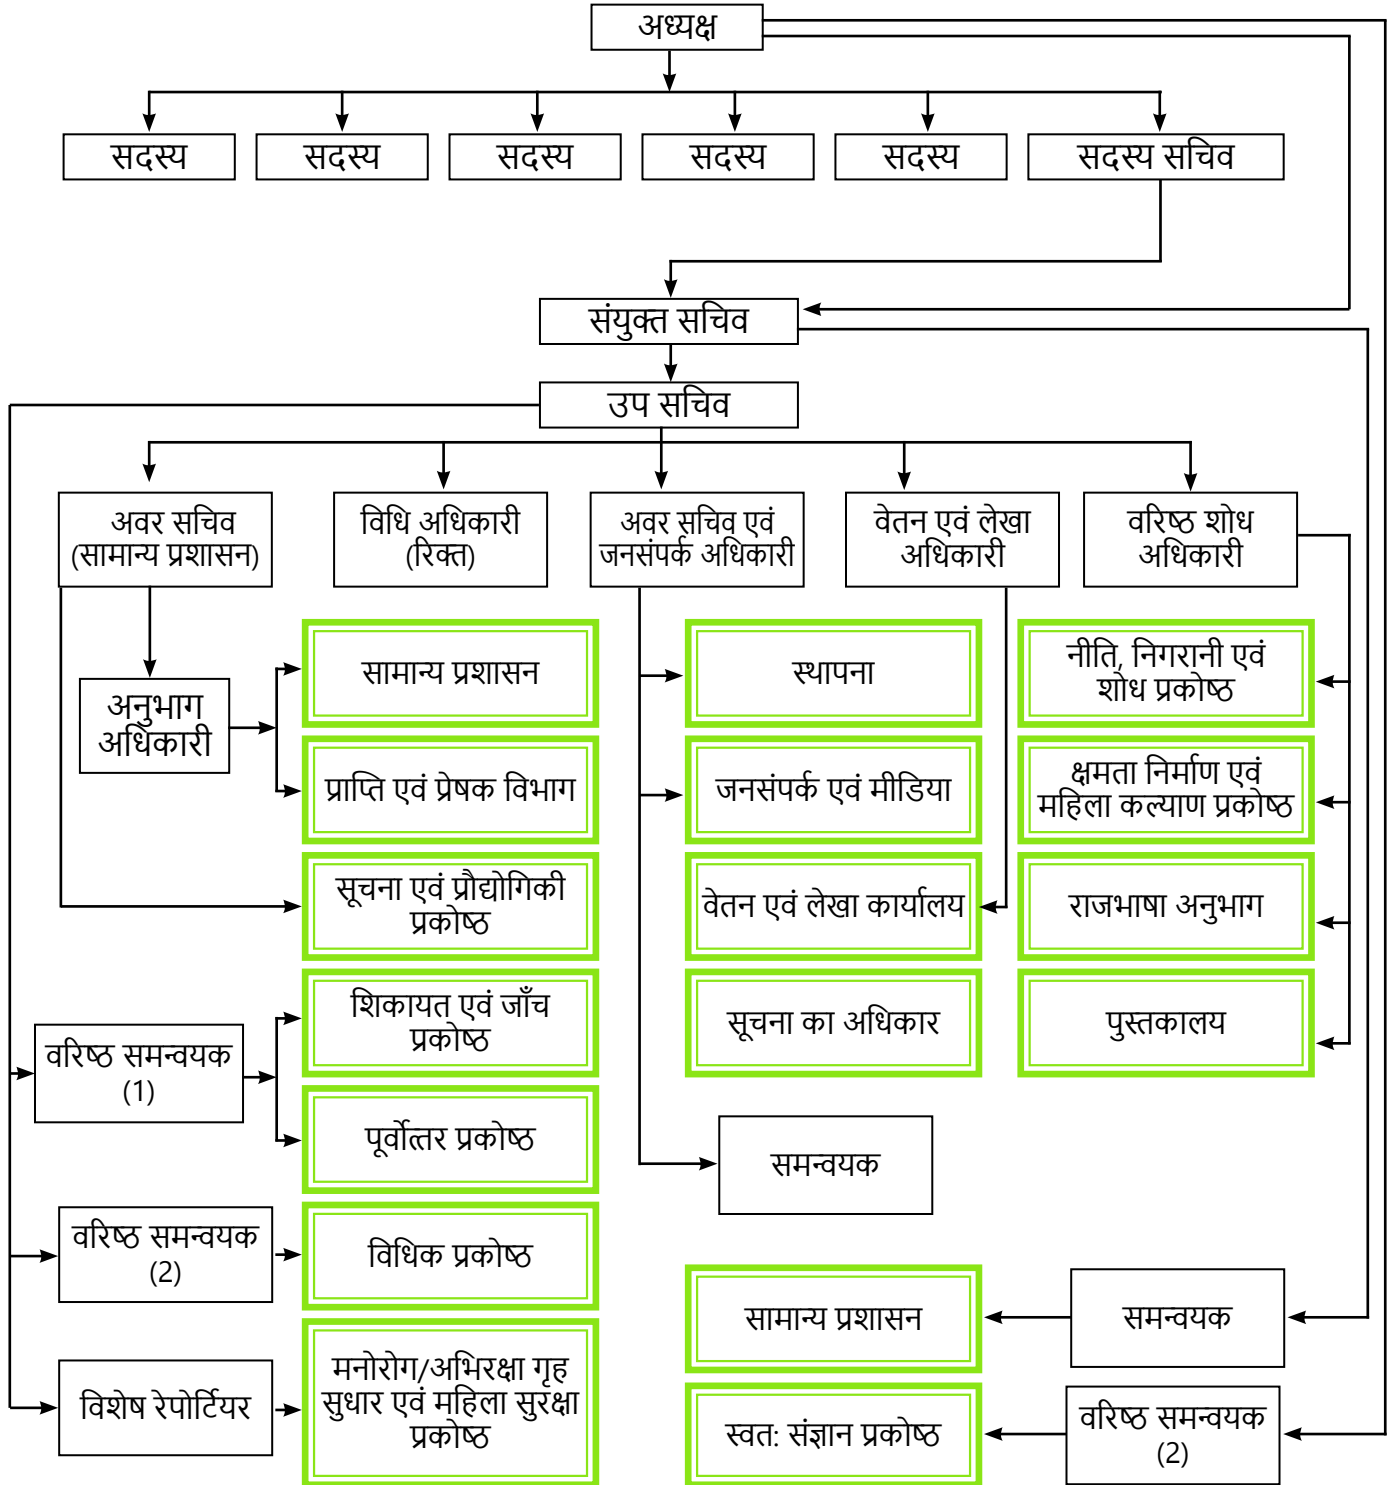 अध्यक्ष
सदस्य
सदस्य
सदस्य
सदस्य
सदस्य
सदस्य सचिव
संयुक्त सचिव
उप सचिव
अवर सचिव
(सामान्य प्रशासन)
विधि अधिकारी
(रिक्त)
अवर सचिव एवं
जनसंपर्क अधिकारी
वेतन एवं लेखा
अधिकारी
वरिष्ठ शोध
अधिकारी
अनुभाग
अधिकारी
सामान्य प्रशासन
स्थापना
नीति, निगरानी एवं
शोध प्रकोष्ठ
प्राप्ति एवं प्रेषक विभाग
जनसंपर्क एवं मीडिया
क्षमता निर्माण एवं
महिला कल्याण प्रकोष्ठ
सूचना एवं प्रौद्योगिकी
प्रकोष्ठ
वेतन एवं लेखा कार्यालय
राजभाषा अनुभाग
वरिष्ठ समन्वयक
(1)
शिकायत एवं जाँच
प्रकोष्ठ
सूचना का अधिकार
पुस्तकालय
पूर्वोत्तर प्रकोष्ठ
समन्वयक
वरिष्ठ समन्वयक
(2)
विधिक प्रकोष्ठ
सामान्य प्रशासन
समन्वयक
विशेष रेपोर्टियर
मनोरोग/अभिरक्षा गृह
सुधार एवं महिला सुरक्षा
प्रकोष्ठ
स्वत: संज्ञान प्रकोष्ठ
वरिष्ठ समन्वयक
(2)